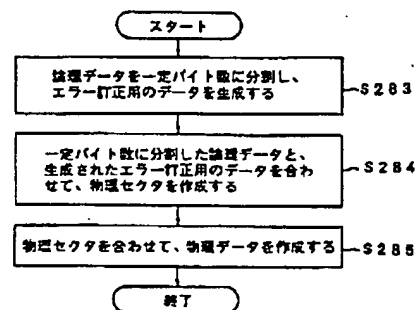 スタート
論理データを一定バイト数に分割し、
エラー訂正用のデータを生成する
S283
一定バイト数に分割した論理データと、
生成されたエラー訂正用のデータを合わ
せて、物理セクタを作成する
S284
物理セクタを合わせて、物理データを作成する
S285
終了